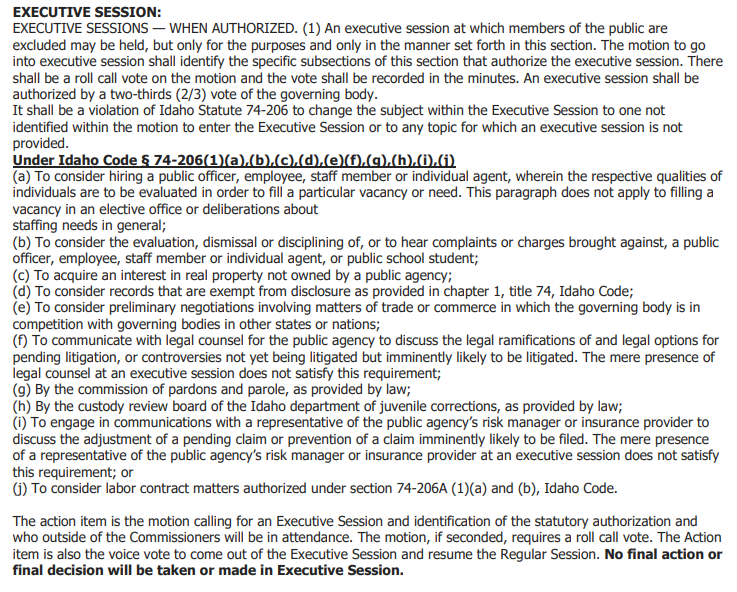 EXECUTIVE SESSION:
EXECUTIVE SESSIONS — WHEN AUTHORIZED. (1) An executive session at which members of the public are
excluded may be held, but only for the purposes and only in the manner set forth in this section. The motion to go
into executive session shall identify the specific subsections of this section that authorize the executive session. There
shall be a roll call vote on the motion and the vote shall be recorded in the minutes. An executive session shall be
authorized by a two-thirds (2/3) vote of the governing body.
It shall be a violation of Idaho Statute 74-206 to change the subject within the Executive Session to one not
identified within the motion to enter the Executive Session or to any topic for which an executive session is not
provided.
Under Idaho Code § 74-206(1)(a),(b),(c),(d),(e)(f),(g),(h),(i),(j)
(a) To consider hiring a public officer, employee, staff member or individual agent, wherein the respective qualities of
individuals are to be evaluated in order to fill a particular vacancy or need. This paragraph does not apply to filling a
vacancy in an elective office or deliberations about
staffing needs in general;
(b) To consider the evaluation, dismissal or disciplining of, or to hear complaints or charges brought against, a public
officer, employee, staff member or individual agent, or public school student;
(c) To acquire an interest in real property not owned by a public agency;
(d) To consider records that are exempt from disclosure as provided in chapter 1, title 74, Idaho Code;
(e) To consider preliminary negotiations involving matters of trade or commerce in which the governing body is in
competition with governing bodies in other states or nations;
(f) To communicate with legal counsel for the public agency to discuss the legal ramifications of and legal options for
pending litigation, or controversies not yet being litigated but imminently likely to be litigated. The mere presence of
legal counsel at an executive session does not satisfy this requirement;
(g) By the commission of pardons and parole, as provided by law;
(h) By the custody review board of the Idaho department of juvenile corrections, as provided by law;
(i) To engage in communications with a representative of the public agency's risk manager or insurance provider to
discuss the adjustment of a pending claim or prevention of a claim imminently likely to be filed. The mere presence
of a representative of the public agency's risk manager or insurance provider at an executive session does not satisfy
this requirement; or
(j) To consider labor contract matters authorized under section 74-206A (1)(a) and (b), Idaho Code.
The action item is the motion calling for an Executive Session and identification of the statutory authorization and
who outside of the Commissioners will be in attendance. The motion, if seconded, requires a roll call vote. The Action
item is also the voice vote to come out of the Executive Session and resume the Regular Session. No final action or
final decision will be taken or made in Executive Session.